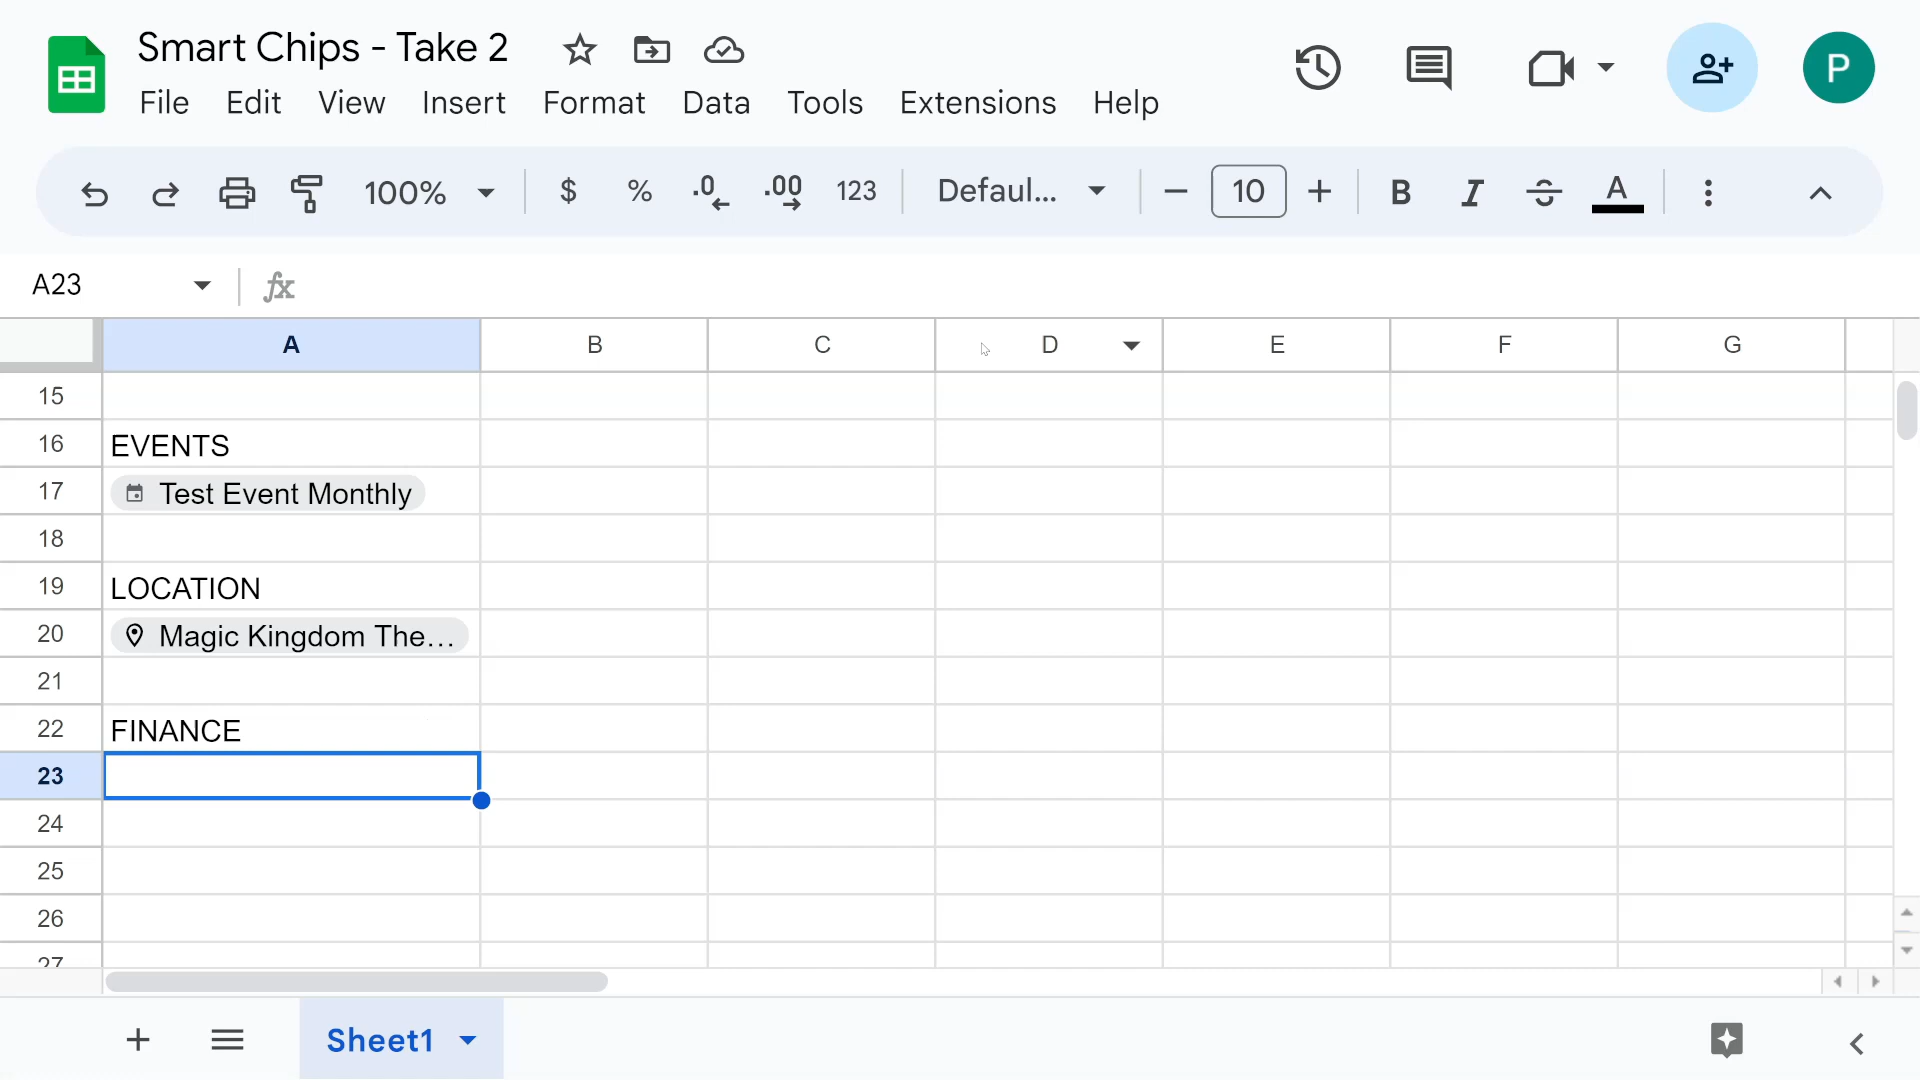 Smart Chips - Take 2
File Edit View Insert Format Data Tools Extensions Help
P
100% $ % .0 .00 123 Defaul... 10 B I S A
A23 fx
A B C D E F G
15
16 EVENTS
17 Test Event Monthly
18
19 LOCATION
20 Magic Kingdom The...
21
22 FINANCE
23
24
25
26
27
Sheet1